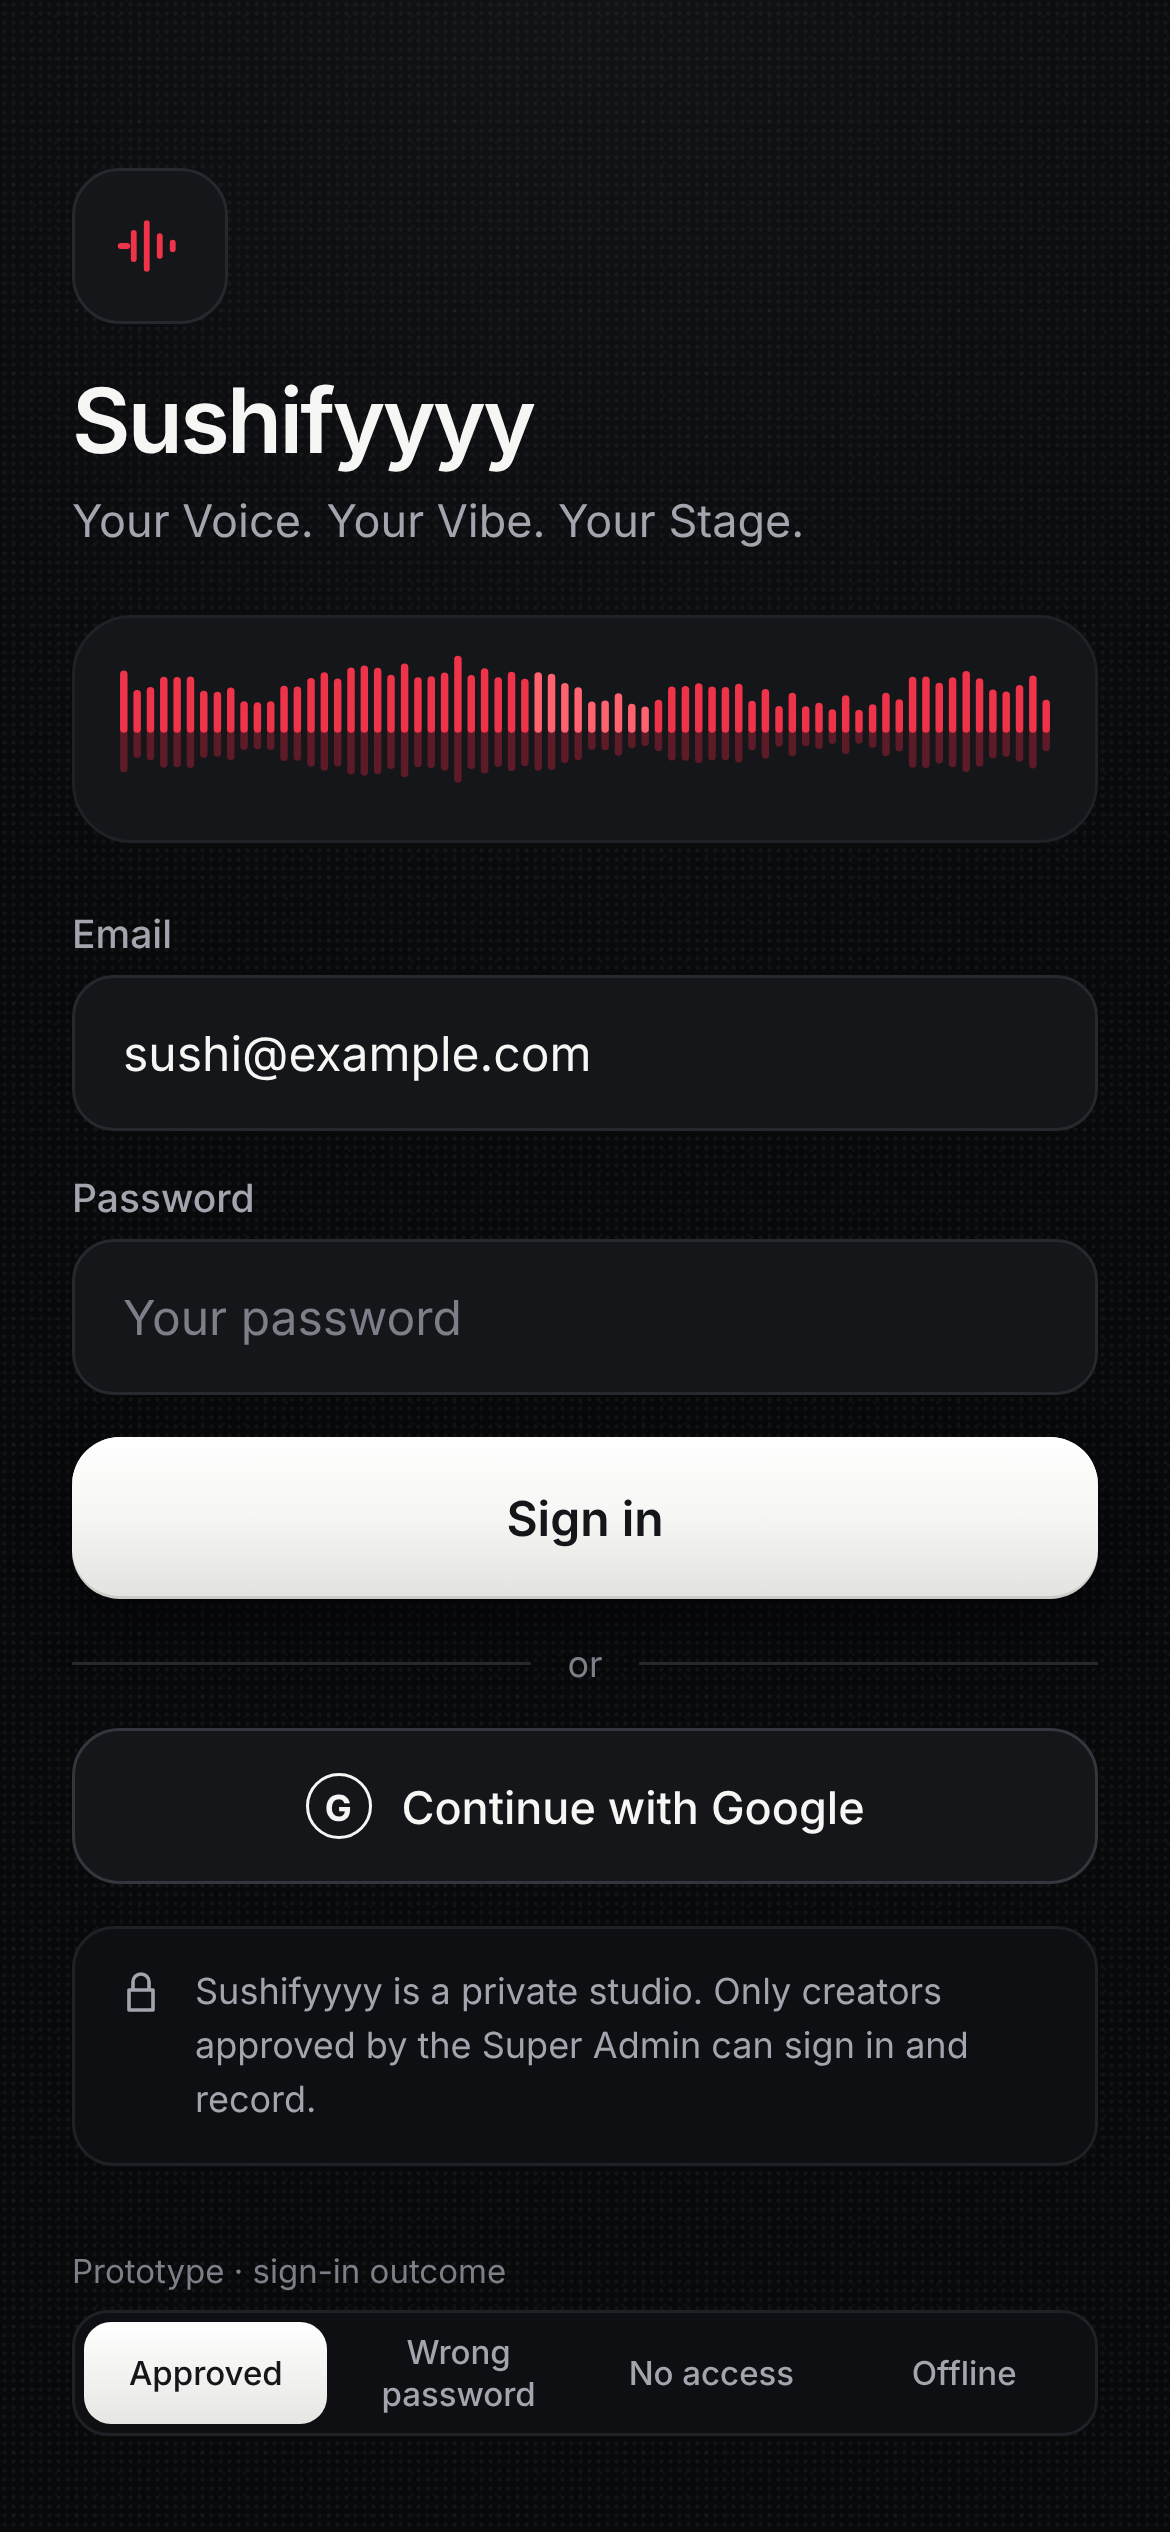 Sushifyyyy
Your Voice. Your Vibe. Your Stage.
Email
sushi@example.com
Password
Your password
Sign in
or
G Continue with Google
Sushifyyyy is a private studio. Only creators
approved by the Super Admin can sign in and
record.
Prototype · sign-in outcome
Approved
Wrong
password
No access
Offline